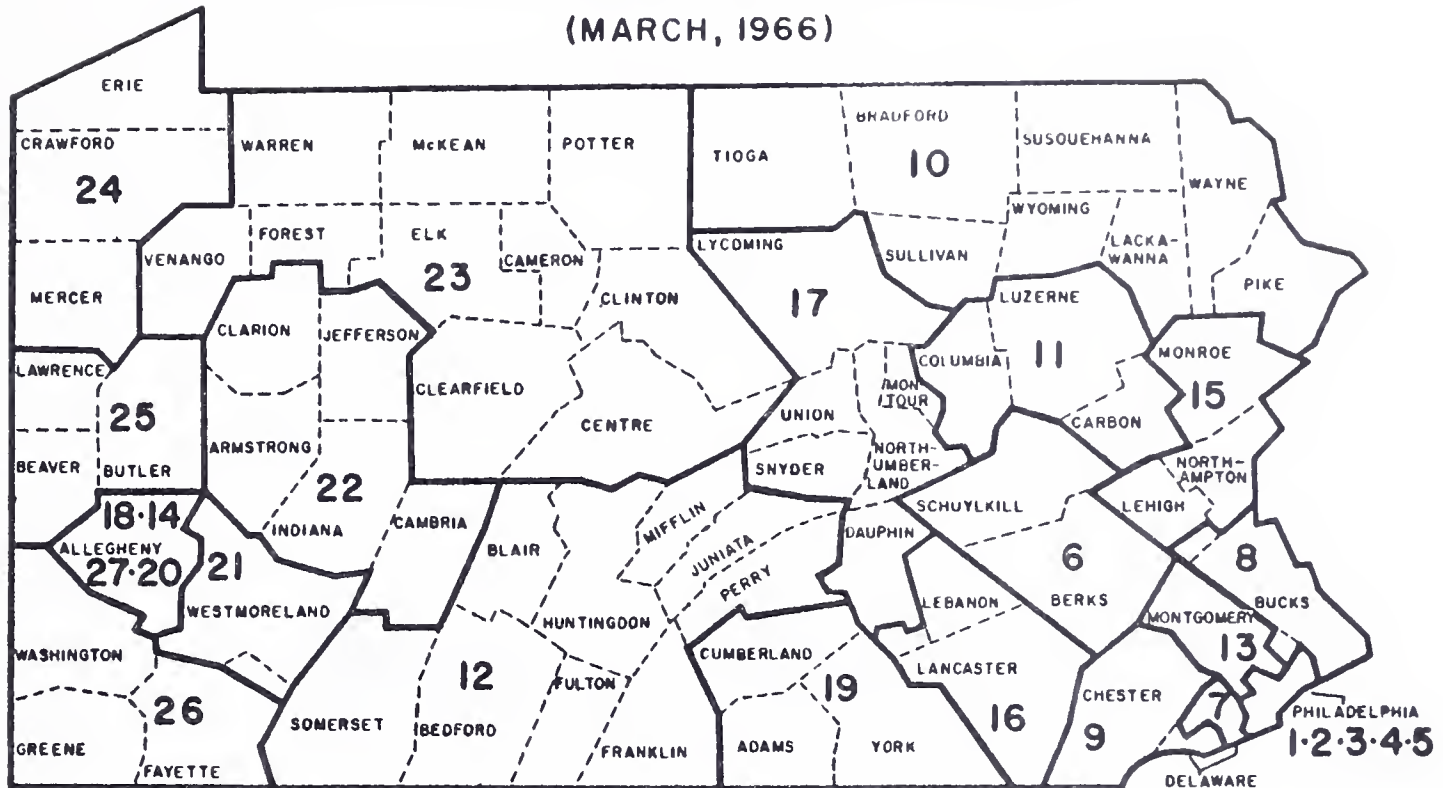 (MARCH, 1966)
ERIE
CRAWFORD
24
MERCER
WARREN
McKEAN
POTTER
TIOGA
BRADFORD
10
SUSQUEHANNA
WAYNE
WYOMING
LACKA-
WANNA
PIKE
VENANGO
FOREST
ELK
23
CAMERON
CLINTON
LYCOMING
SULLIVAN
17
LUZERNE
11
CLARION
JEFFERSON
CLEARFIELD
CENTRE
COLUMBIA
MON
TOUR
UNION
MONROE
15
CARBON
LAWRENCE
25
BEAVER
BUTLER
ARMSTRONG
22
INDIANA
CAMBRIA
SNYDER
NORTH-
UMBER-
LAND
SCHUYLKILL
NORTH-
AMPTON
LEHIGH
18·14
ALLEGHENY
27·20
21
WESTMORELAND
BLAIR
MIFFLIN
JUNIATA
PERRY
DAUPHIN
6
BERKS
8
BUCKS
LEBANON
MONTGOMERY
13
HUNTINGDON
WASHINGTON
26
GREENE
FAYETTE
SOMERSET
12
BEDFORD
FULTON
FRANKLIN
CUMBERLAND
19
ADAMS
YORK
LANCASTER
16
CHESTER
9
7
PHILADELPHIA
1·2·3·4·5
DELAWARE